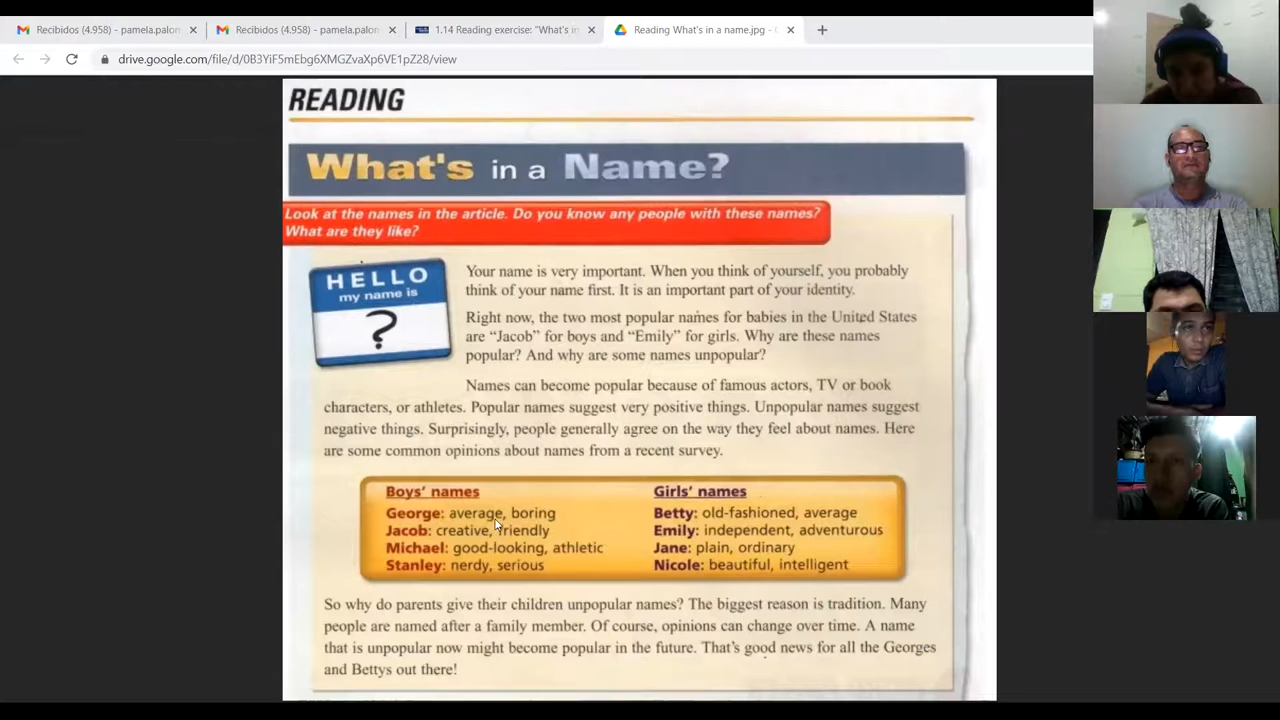 Recibidos (4.958) - pamela.palon
Recibidos (4.958) - pamela.palon
1.14 Reading exercise: "What's in
Reading What's in a name.jpg -
drive.google.com/file/d/0B3YiF5mEbg6XMGZvaXp6VE1pZ28/view
READING
What's in a Name?
Look at the names in the article. Do you know any people with these names?
What are they like?
HELLO
my name is
?
Your name is very important. When you think of yourself, you probably
think of your name first. It is an important part of your identity.
Right now, the two most popular names for babies in the United States
are “Jacob” for boys and “Emily” for girls. Why are these names
popular? And why are some names unpopular?
Names can become popular because of famous actors, TV or book
characters, or athletes. Popular names suggest very positive things. Unpopular names suggest
negative things. Surprisingly, people generally agree on the way they feel about names. Here
are some common opinions about names from a recent survey.
Boys' names
George: average, boring
Jacob: creative, friendly
Michael: good-looking, athletic
Stanley: nerdy, serious
Girls' names
Betty: old-fashioned, average
Emily: independent, adventurous
Jane: plain, ordinary
Nicole: beautiful, intelligent
So why do parents give their children unpopular names? The biggest reason is tradition. Many
people are named after a family member. Of course, opinions can change over time. A name
that is unpopular now might become popular in the future. That's good news for all the Georges
and Bettys out there!